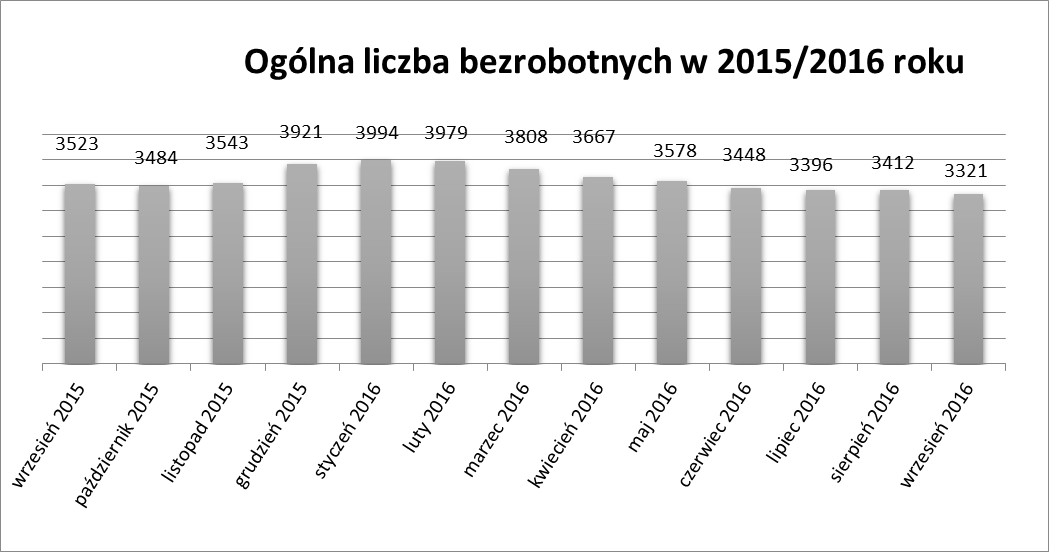 Ogólna liczba bezrobotnych w 2015/2016 roku
3523
3484
3543
3921
3994
3979
3808
3667
3578
3448
3396
3412
3321
wrzesień 2015
październik 2015
listopad 2015
grudzień 2015
styczeń 2016
luty 2016
marzec 2016
kwiecień 2016
maj 2016
czerwiec 2016
lipiec 2016
sierpień 2016
wrzesień 2016